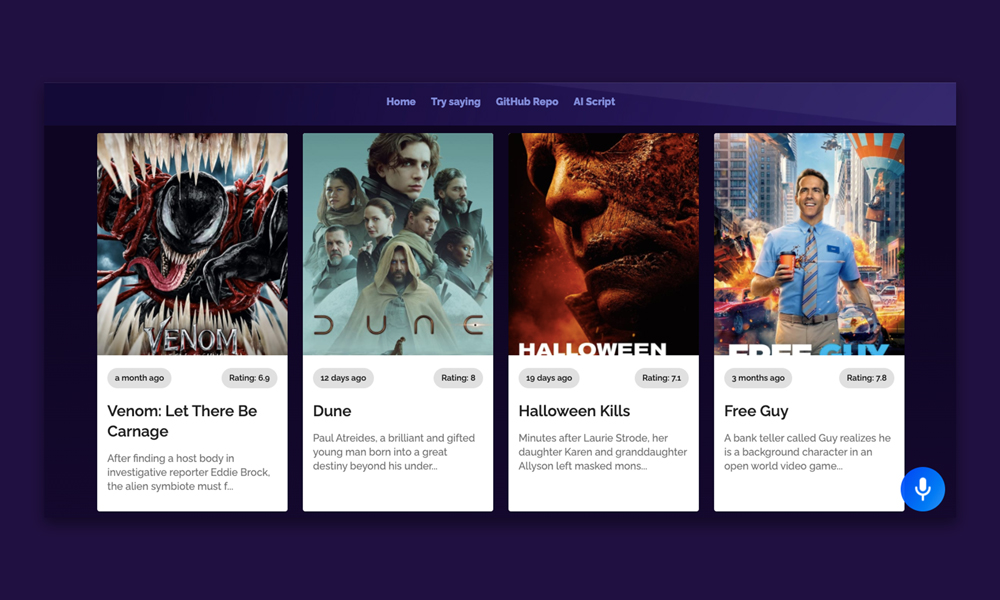 Home Try saying GitHub Repo AI Script
VENOM
DUNE
HALLOWEEN
FREE GUY
a month ago Rating: 6.9
12 days ago Rating: 8
19 days ago Rating: 7.1
3 months ago Rating: 7.8
Venom: Let There Be
Carnage
After finding a host body in
investigative reporter Eddie Brock,
the alien symbiote must f...
Dune
Paul Atreides, a brilliant and gifted
young man born into a great
destiny beyond his under...
Halloween Kills
Minutes after Laurie Strode, her
daughter Karen and granddaughter
Allyson left masked mons...
Free Guy
A bank teller called Guy realizes he
is a background character in an
open world video game...